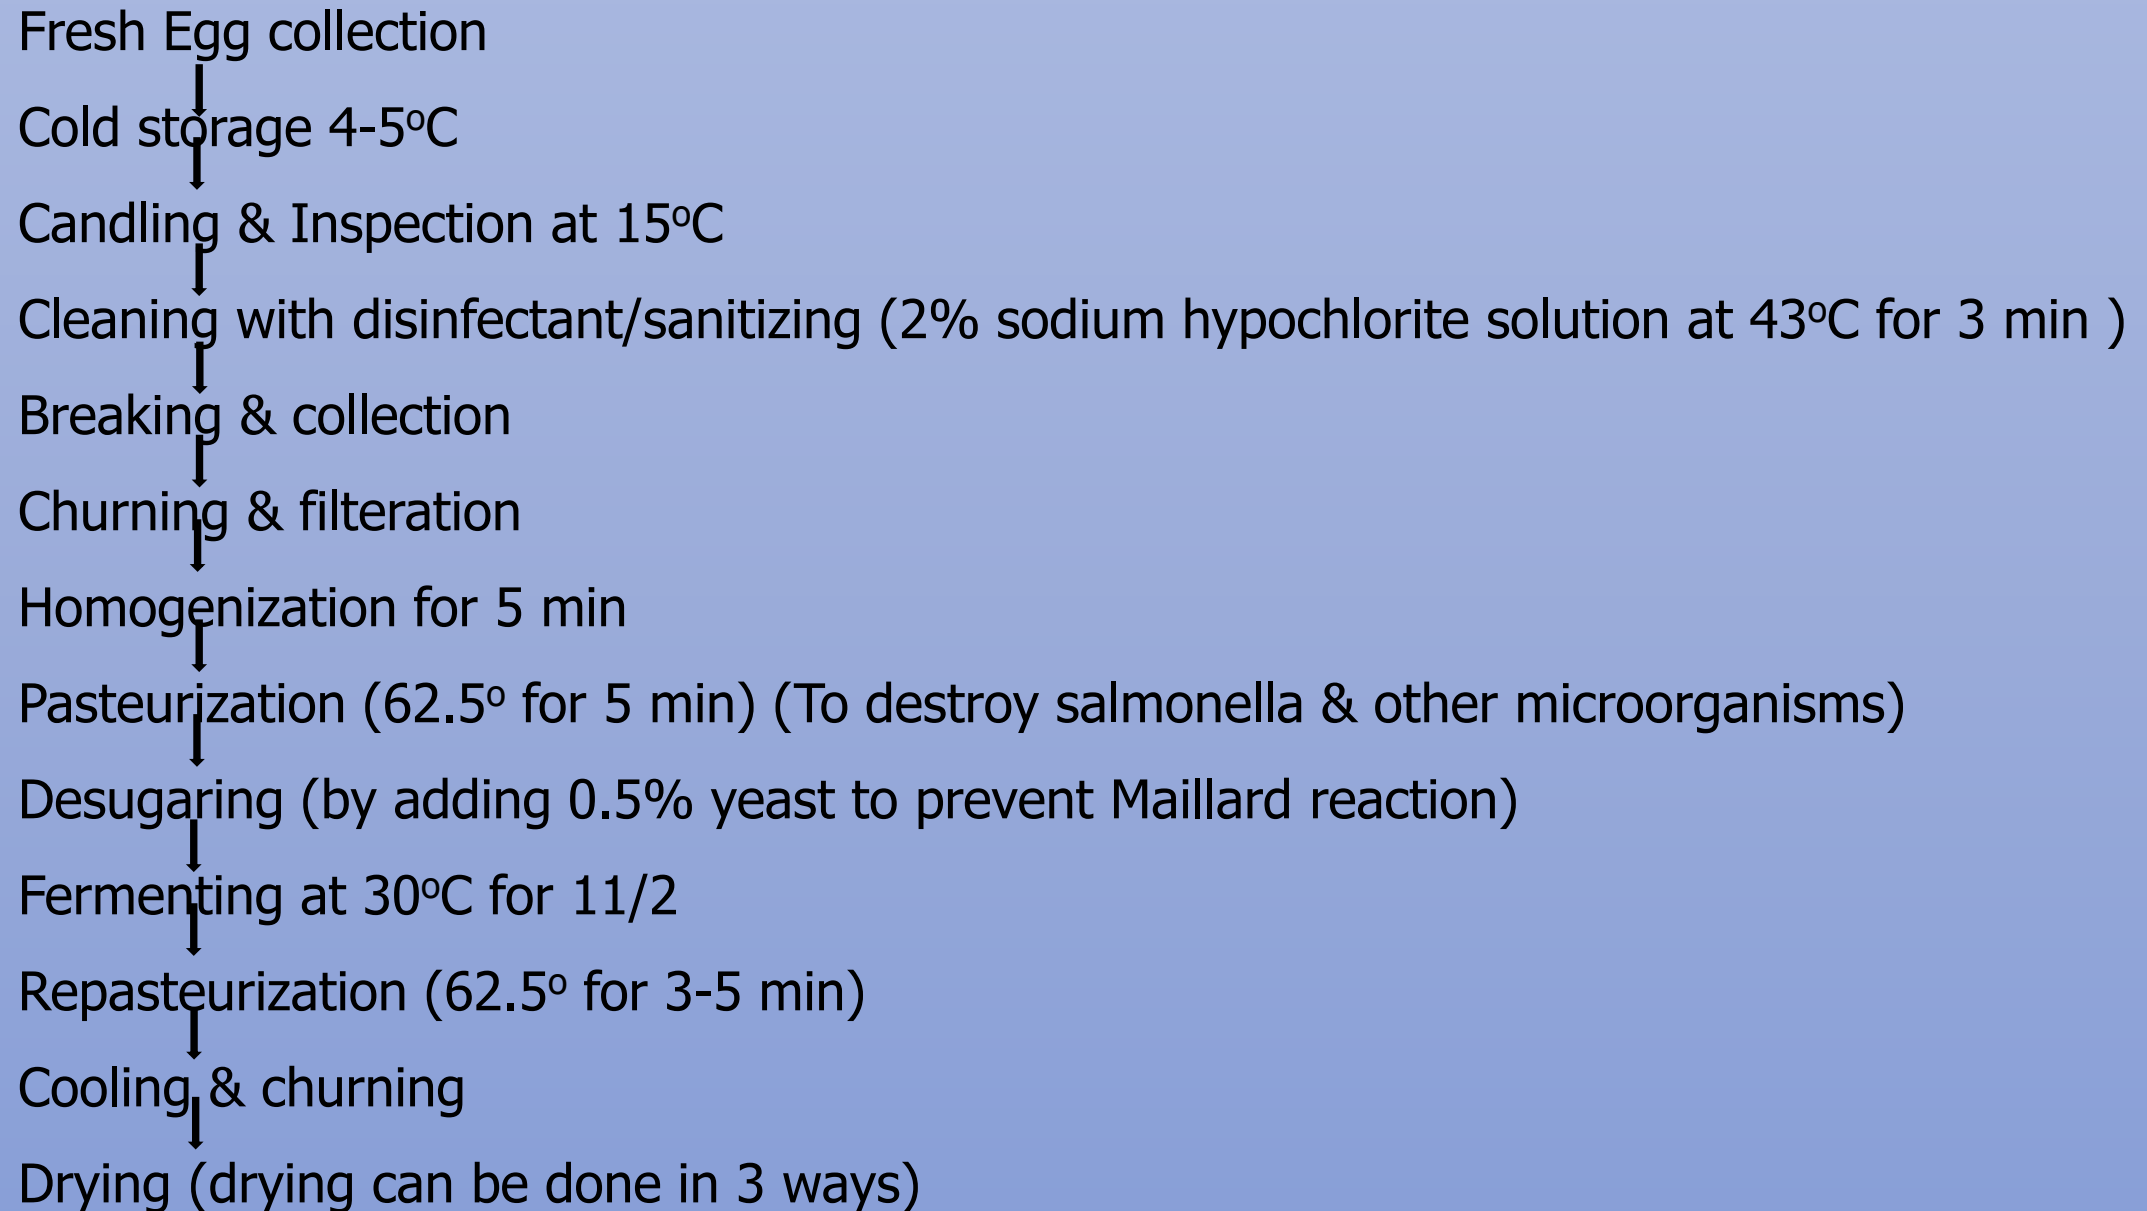 Fresh Egg collection
Cold storage 4-5ºC
Candling & Inspection at 15ºC
Cleaning with disinfectant/sanitizing (2% sodium hypochlorite solution at 43ºC for 3 min )
Breaking & collection
Churning & filteration
Homogenization for 5 min
Pasteurization (62.5º for 5 min) (To destroy salmonella & other microorganisms)
Desugaring (by adding 0.5% yeast to prevent Maillard reaction)
Fermenting at 30ºC for 11/2
Repasteurization (62.5º for 3-5 min)
Cooling & churning
Drying (drying can be done in 3 ways)